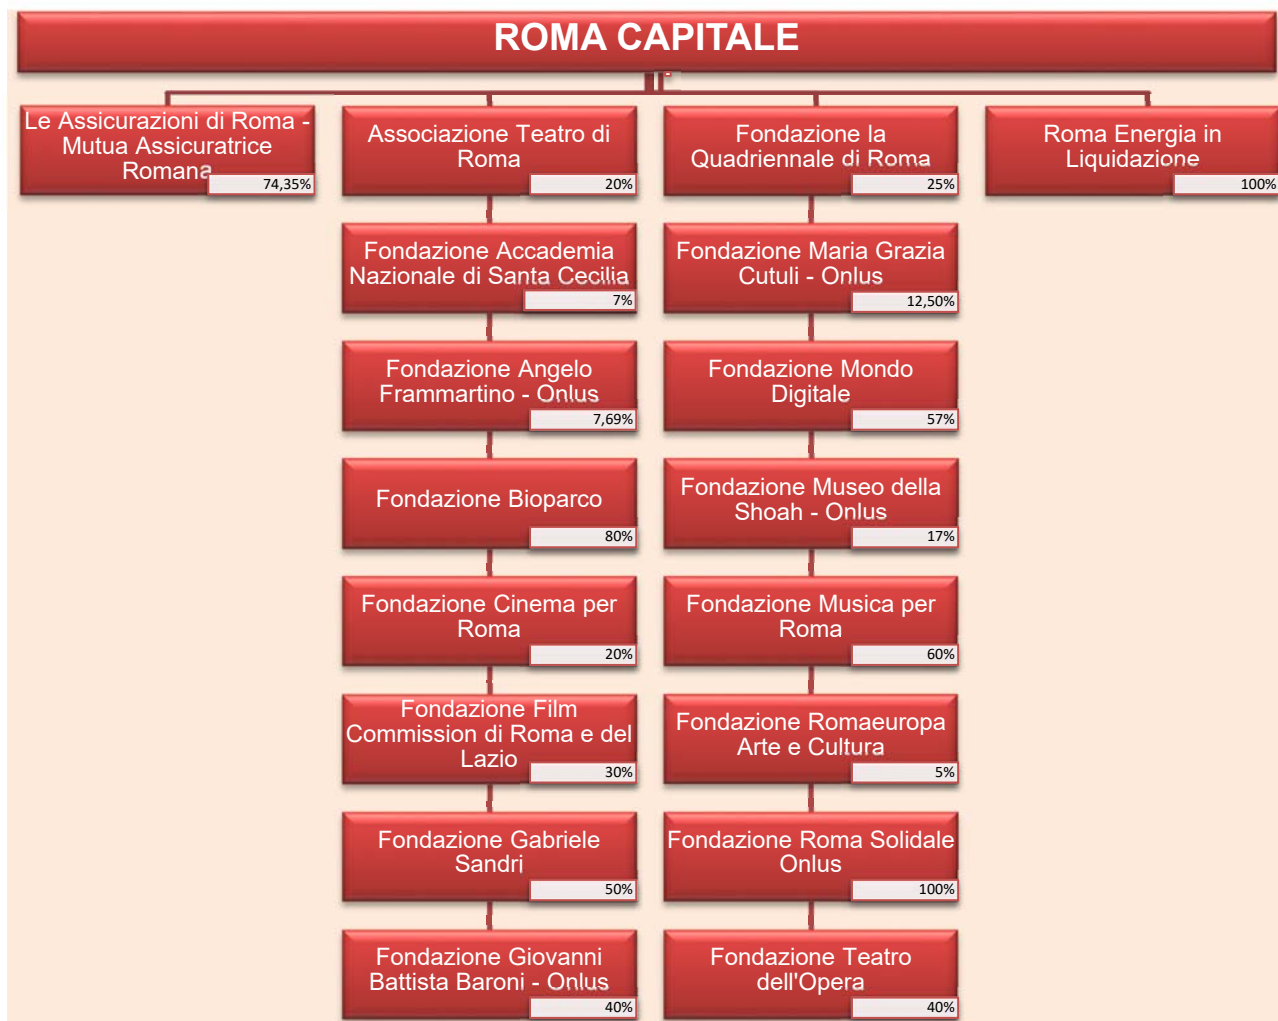 ROMA CAPITALE
Le Assicurazioni di Roma -
Mutua Assicuratrice
Romana
74,35%
Associazione Teatro di
Roma
20%
Fondazione la
Quadriennale di Roma
25%
Roma Energia in
Liquidazione
100%
Fondazione Accademia
Nazionale di Santa Cecilia
7%
Fondazione Maria Grazia
Cutuli - Onlus
12,50%
Fondazione Angelo
Frammartino - Onlus
7,69%
Fondazione Mondo
Digitale
57%
Fondazione Bioparco
80%
Fondazione Museo della
Shoah - Onlus
17%
Fondazione Cinema per
Roma
20%
Fondazione Musica per
Roma
60%
Fondazione Film
Commission di Roma e del
Lazio
30%
Fondazione Romaeuropa
Arte e Cultura
5%
Fondazione Gabriele
Sandri
50%
Fondazione Roma Solidale
Onlus
100%
Fondazione Giovanni
Battista Baroni - Onlus
40%
Fondazione Teatro
dell'Opera
40%